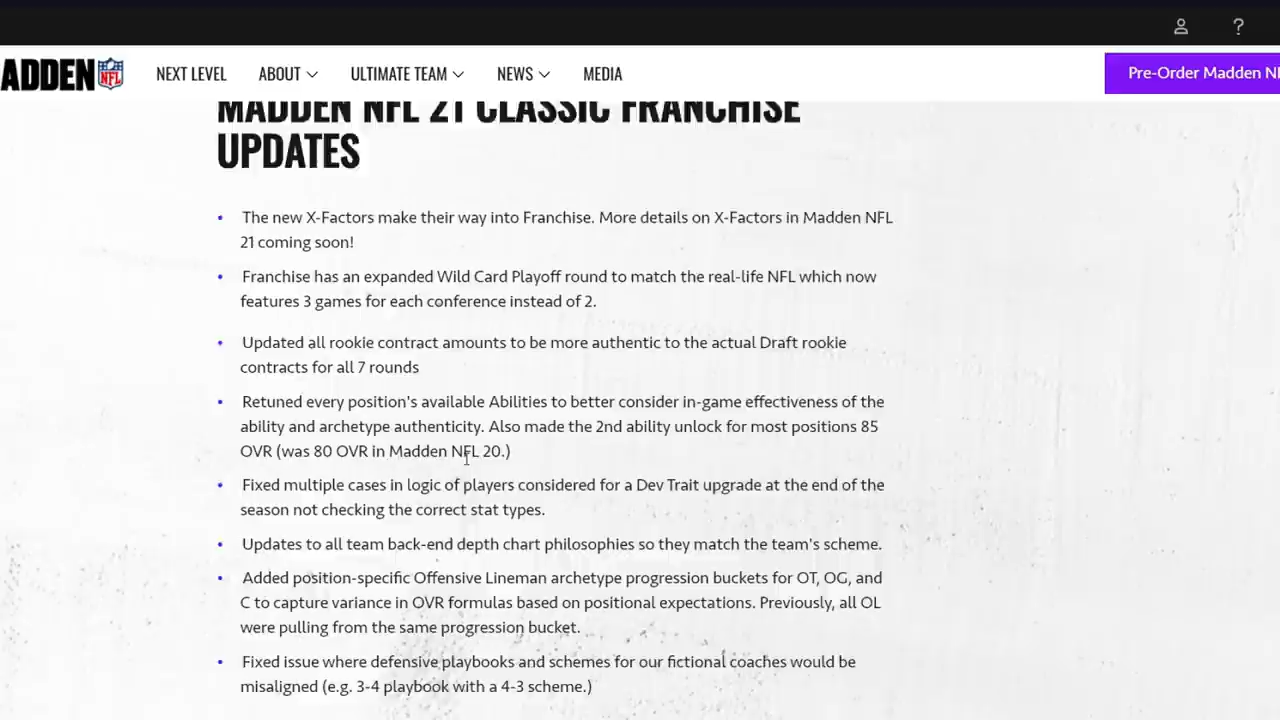 ?
ADDEN NFL NEXT LEVEL ABOUT ULTIMATE TEAM NEWS MEDIA Pre-Order Madden N
MADDEN NFL 21 CLASSIC FRANCHISE
UPDATES
• The new X-Factors make their way into Franchise. More details on X-Factors in Madden NFL
21 coming soon!
• Franchise has an expanded Wild Card Playoff round to match the real-life NFL which now
features 3 games for each conference instead of 2.
• Updated all rookie contract amounts to be more authentic to the actual Draft rookie
contracts for all 7 rounds
• Retuned every position's available Abilities to better consider in-game effectiveness of the
ability and archetype authenticity. Also made the 2nd ability unlock for most positions 85
OVR (was 80 OVR in Madden NFL 20.)
• Fixed multiple cases in logic of players considered for a Dev Trait upgrade at the end of the
season not checking the correct stat types.
• Updates to all team back-end depth chart philosophies so they match the team's scheme.
• Added position-specific Offensive Lineman archetype progression buckets for OT, OG, and
C to capture variance in OVR formulas based on positional expectations. Previously, all OL
were pulling from the same progression bucket.
• Fixed issue where defensive playbooks and schemes for our fictional coaches would be
misaligned (e.g. 3-4 playbook with a 4-3 scheme.)